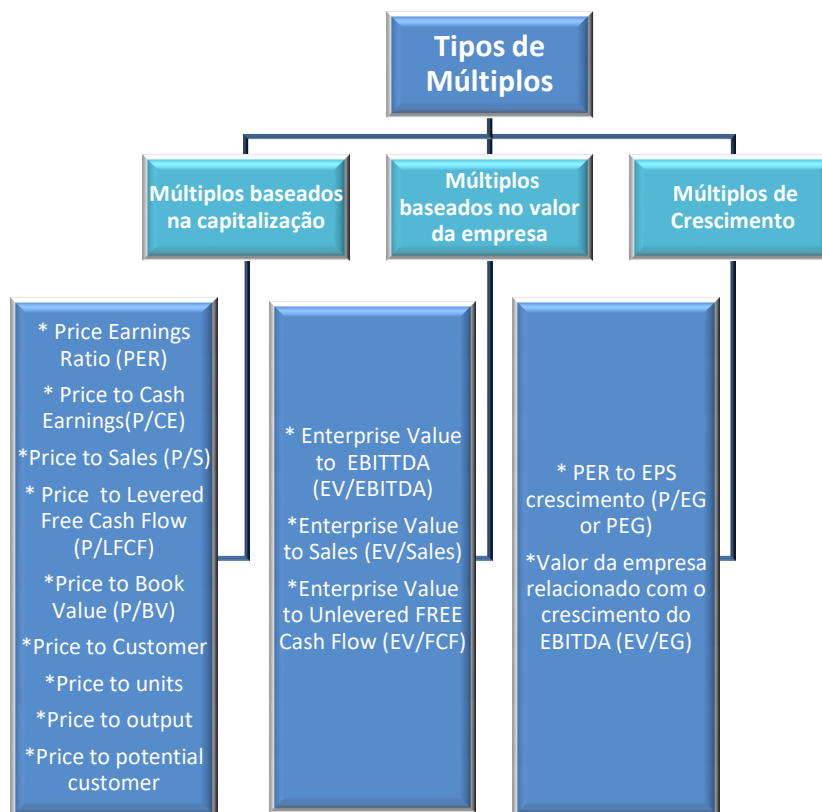 Tipos de
Múltiplos
Múltiplos baseados
na capitalização
Múltiplos
baseados no valor
da empresa
Múltiplos de
Crescimento
* Price Earnings
Ratio (PER)
* Price to Cash
Earnings(P/CE)
*Price to Sales (P/S)
* Price to Levered
Free Cash Flow
(P/LFCF)
*Price to Book
Value (P/BV)
*Price to Customer
*Price to units
*Price to output
*Price to potential
customer
* Enterprise Value
to EBITTDA
(EV/EBITDA)
*Enterprise Value
to Sales (EV/Sales)
*Enterprise Value
to Unlevered FREE
Cash Flow (EV/FCF)
* PER to EPS
crescimento (P/EG
or PEG)
*Valor da empresa
relacionado com o
crescimento do
EBITDA (EV/EG)